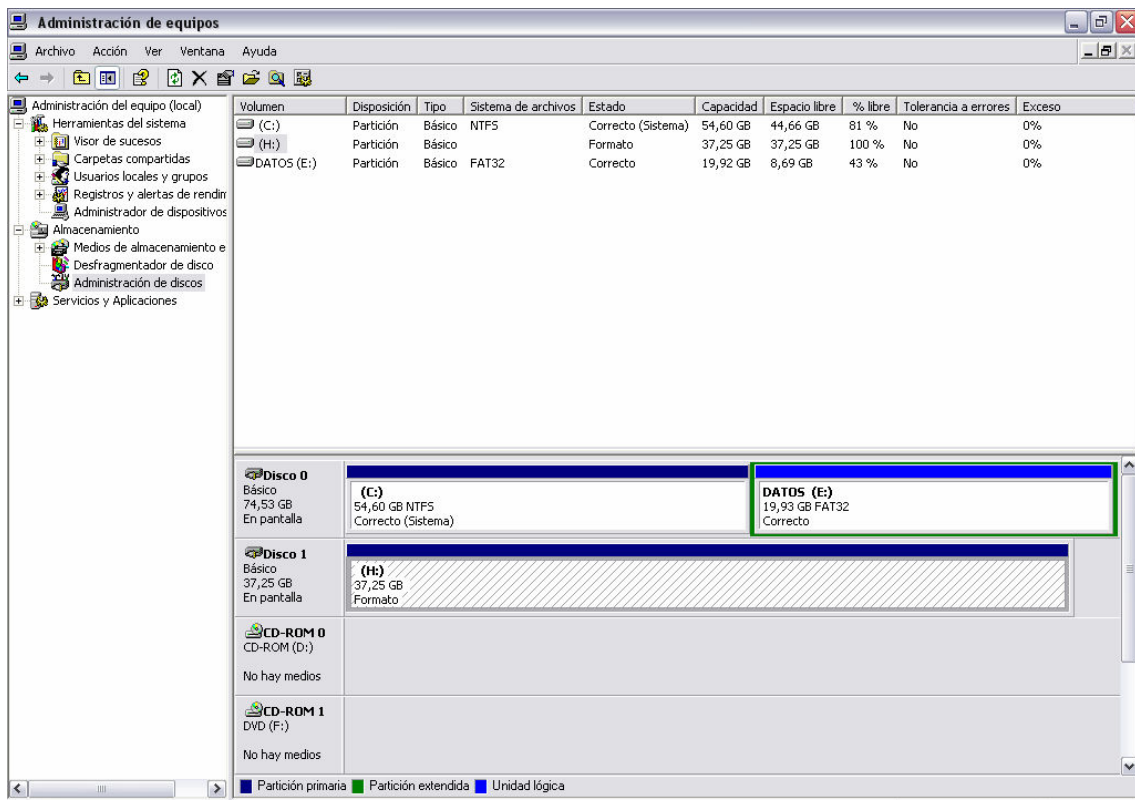 Administración de equipos
Archivo Acción Ver Ventana Ayuda
Administración del equipo (local)
Herramientas del sistema
Visor de sucesos
Carpetas compartidas
Usuarios locales y grupos
Registros y alertas de rendim
Administrador de dispositivos
Almacenamiento
Medios de almacenamiento e
Desfragmentador de disco
Administración de discos
Servicios y Aplicaciones
Volumen Disposición Tipo Sistema de archivos Estado Capacidad Espacio libre % libre Tolerancia a errores Exceso
(C:) Partición Básico NTFS Correcto (Sistema) 54,60 GB 44,66 GB 81 % No 0%
(H:) Partición Básico Formato 37,25 GB 37,25 GB 100 % No 0%
DATOS (E:) Partición Básico FAT32 Correcto 19,92 GB 8,69 GB 43 % No 0%
Disco 0
Básico
74,53 GB
En pantalla
(C:)
54,60 GB NTFS
Correcto (Sistema)
DATOS (E:)
19,93 GB FAT32
Correcto
Disco 1
Básico
37,25 GB
En pantalla
(H:)
37,25 GB
Formato
CD-ROM 0
CD-ROM (D:)
No hay medios
CD-ROM 1
DVD (F:)
No hay medios
Partición primaria Partición extendida Unidad lógica